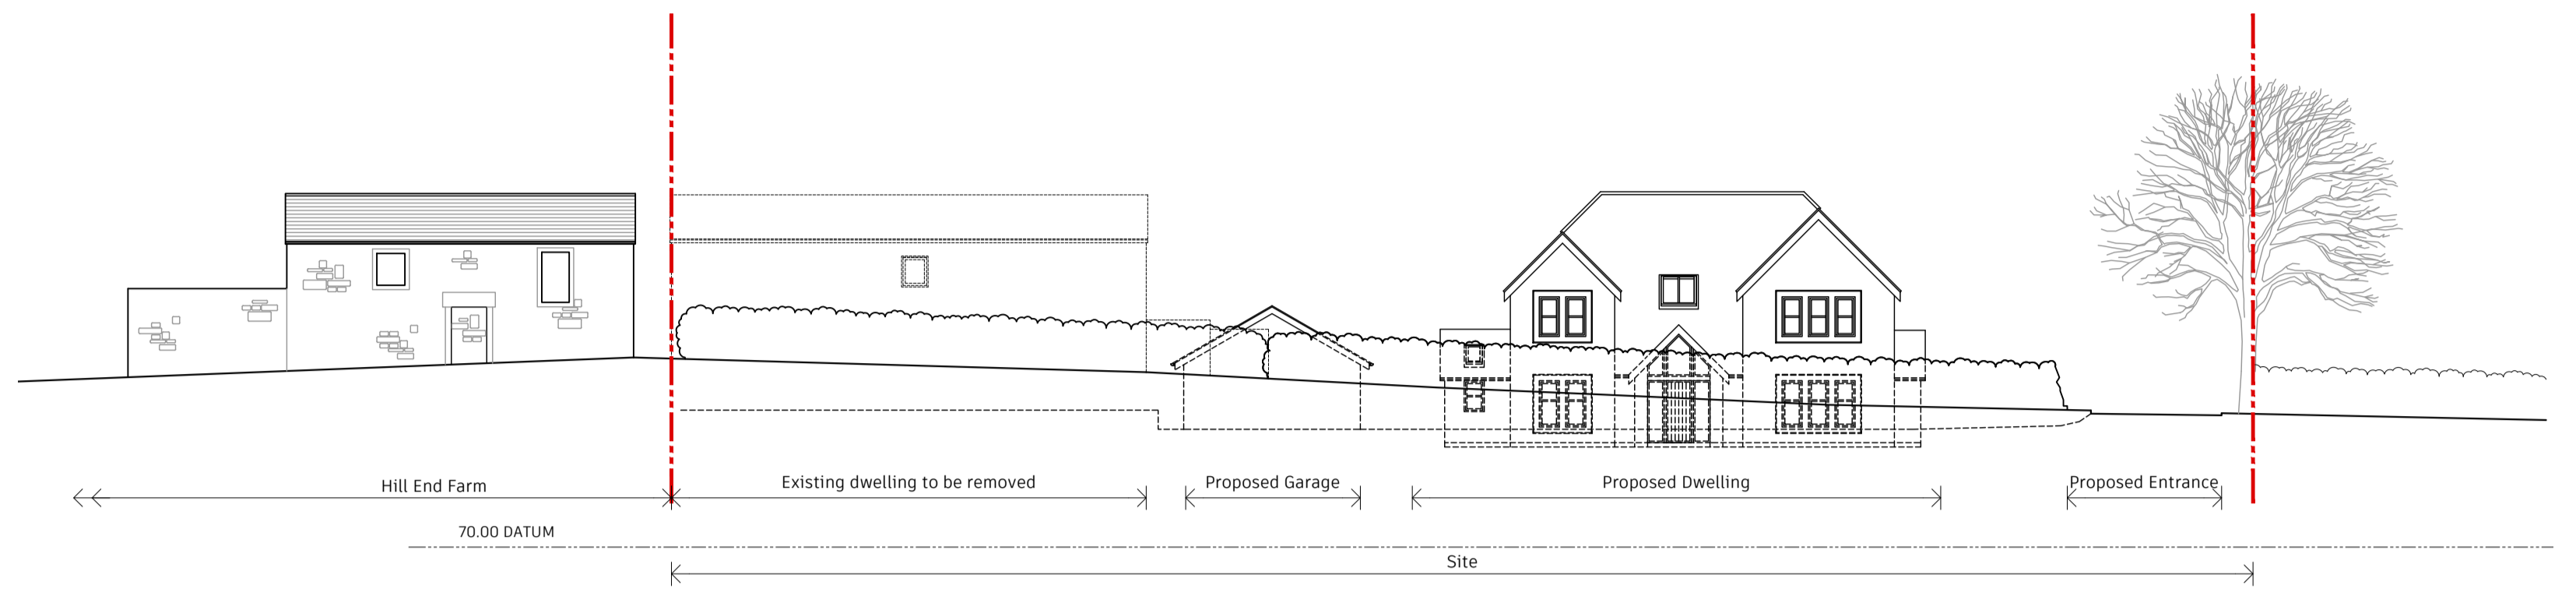 Hill End Farm
Existing dwelling to be removed
Proposed Garage
Proposed Dwelling
Proposed Entrance
70.00 DATUM
Site